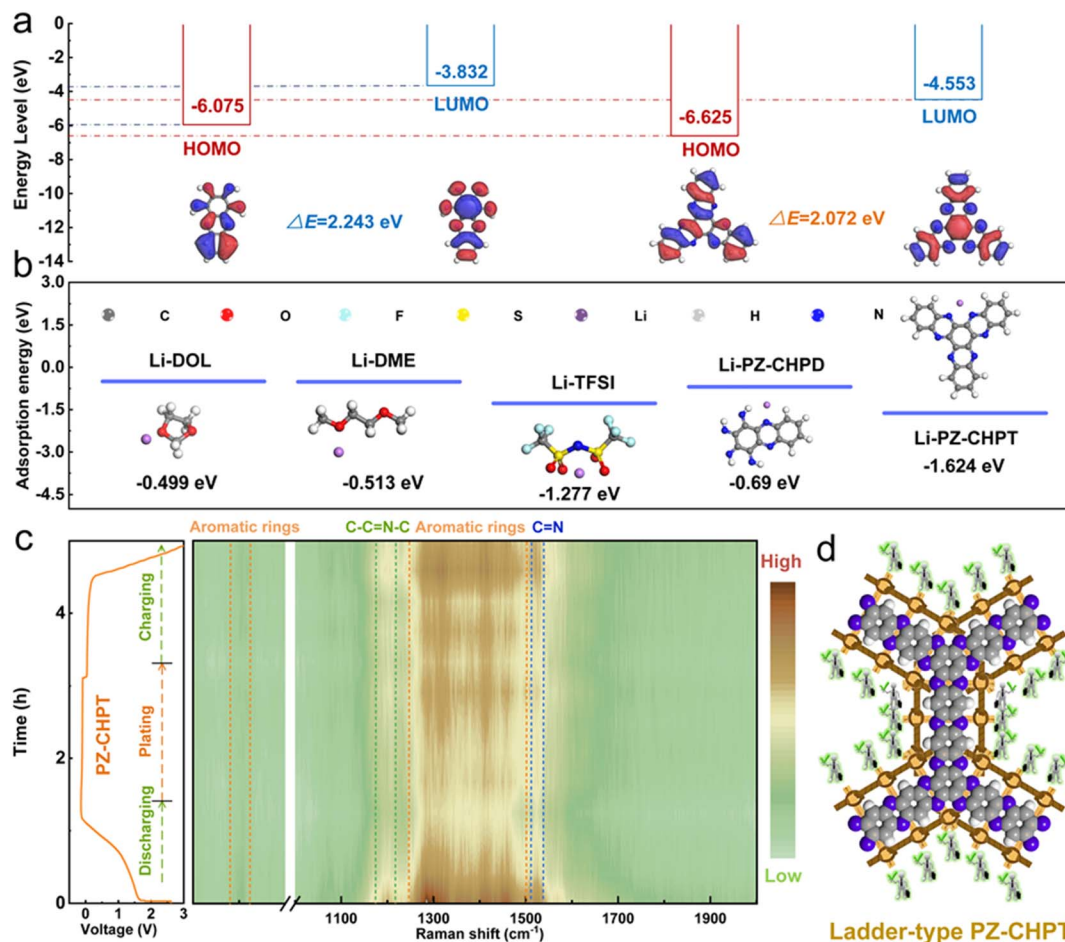 a
0
-2
-4
-6
-8
-10
-12
-14
Energy Level (eV)
-6.075
HOMO
-3.832
LUMO
-6.625
HOMO
-4.553
LUMO
△E=2.243 eV
△E=2.072 eV
b
3.0
1.5
0.0
-1.5
-3.0
-4.5
Adsorption energy (eV)
C O F S Li H N
Li-DOL
-0.499 eV
Li-DME
-0.513 eV
Li-TFSI
-1.277 eV
Li-PZ-CHPD
-0.69 eV
Li-PZ-CHPT
-1.624 eV
c
Aromatic rings C-C=N-C Aromatic rings C=N
Time (h)
4
2
0
PZ-CHPT
Charging
Plating
Discharging
0 1 2 3
Voltage (V)
1100 1300 1500 1700 1900
Raman shift (cm-1)
High
Low
d
Ladder-type PZ-CHPT